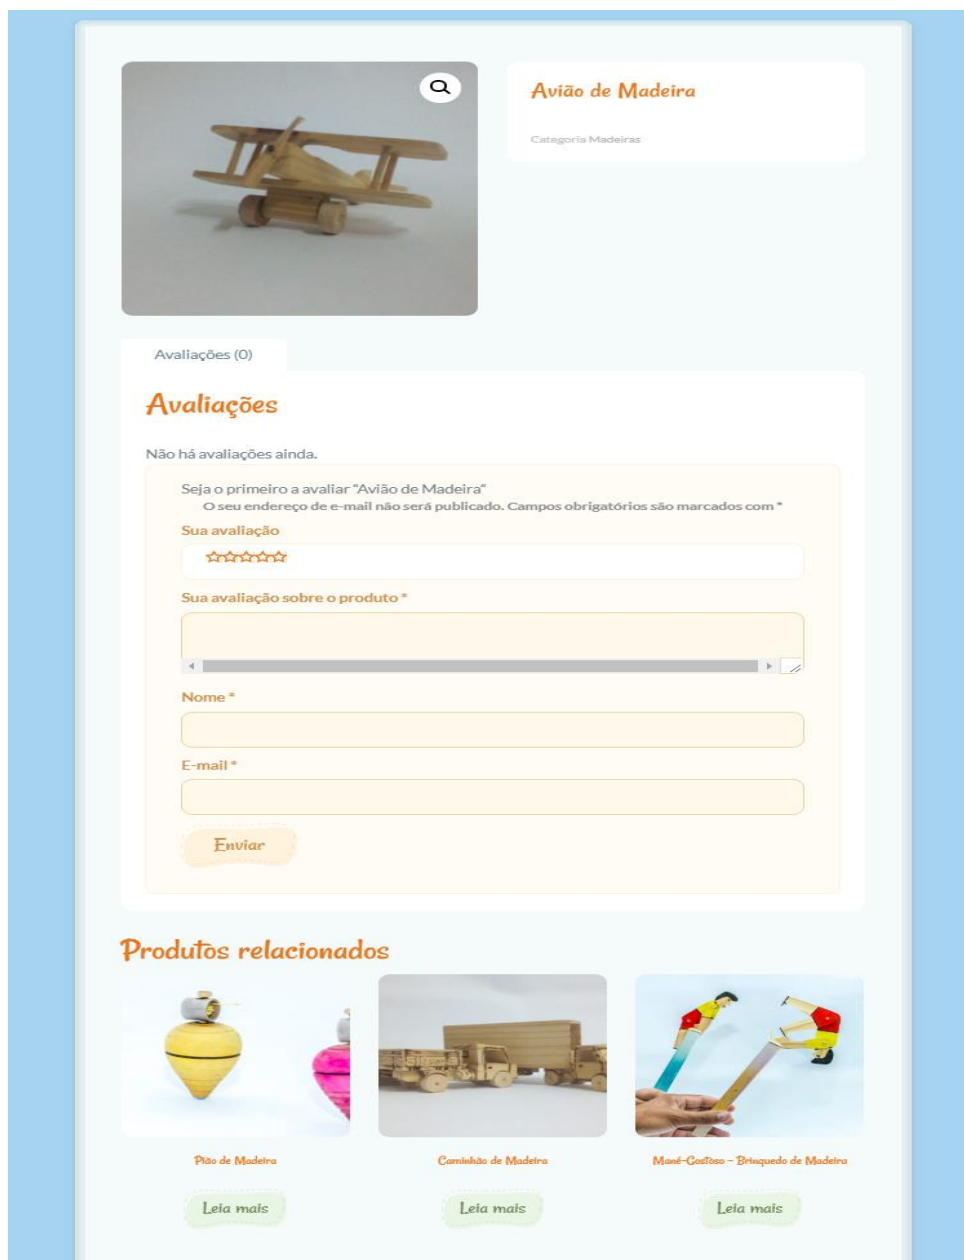 Avião de Madeira
Categoria Madeiras
Avaliações (0)
Avaliações
Não há avaliações ainda.
Seja o primeiro a avaliar “Avião de Madeira”
O seu endereço de e-mail não será publicado. Campos obrigatórios são marcados com *
Sua avaliação
Sua avaliação sobre o produto *
Nome *
E-mail *
Enviar
Produtos relacionados
Pião de Madeira
Caminhão de Madeira
Mané-Gostoso – Brinquedo de Madeira
Leia mais
Leia mais
Leia mais